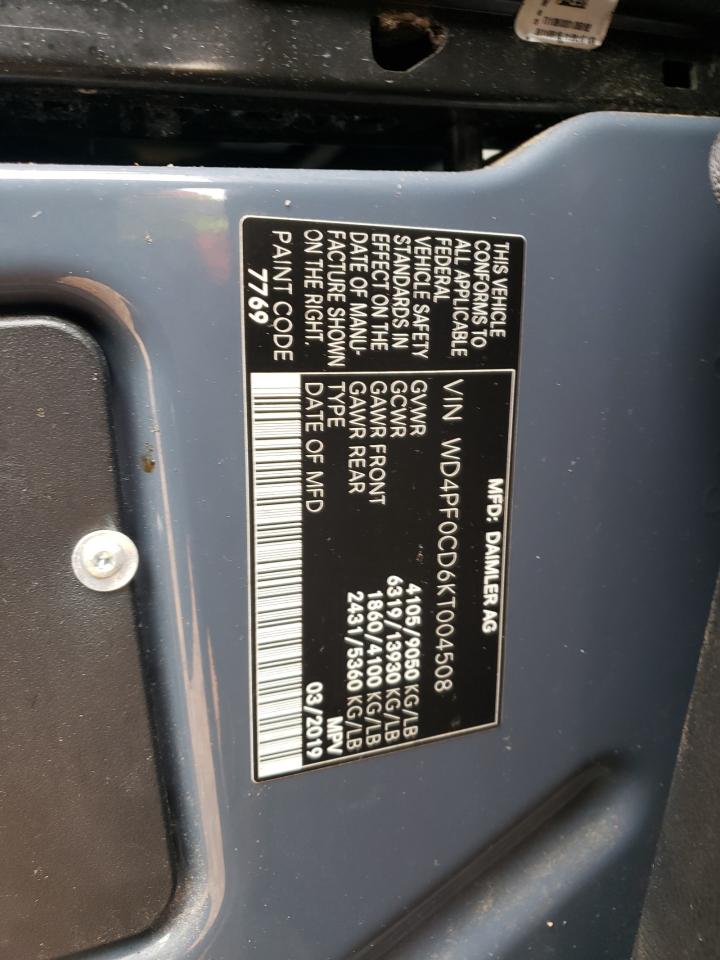 THIS VEHICLE
CONFORMS TO
ALL APPLICABLE
FEDERAL
VEHICLE SAFETY
STANDARDS IN
EFFECT ON THE
DATE OF MANU-
FACTURE SHOWN
ON THE RIGHT.
PAINT CODE
7769
MFD: DAIMLER AG
VIN WD4PF0CD6KT004508
GVWR 4105/9050 KG/LB
GCWR 6319/13930 KG/LB
GAWR FRONT 1860/4100 KG/LB
GAWR REAR 2431/5360 KG/LB
TYPE MPV
DATE OF MFD 03/2019